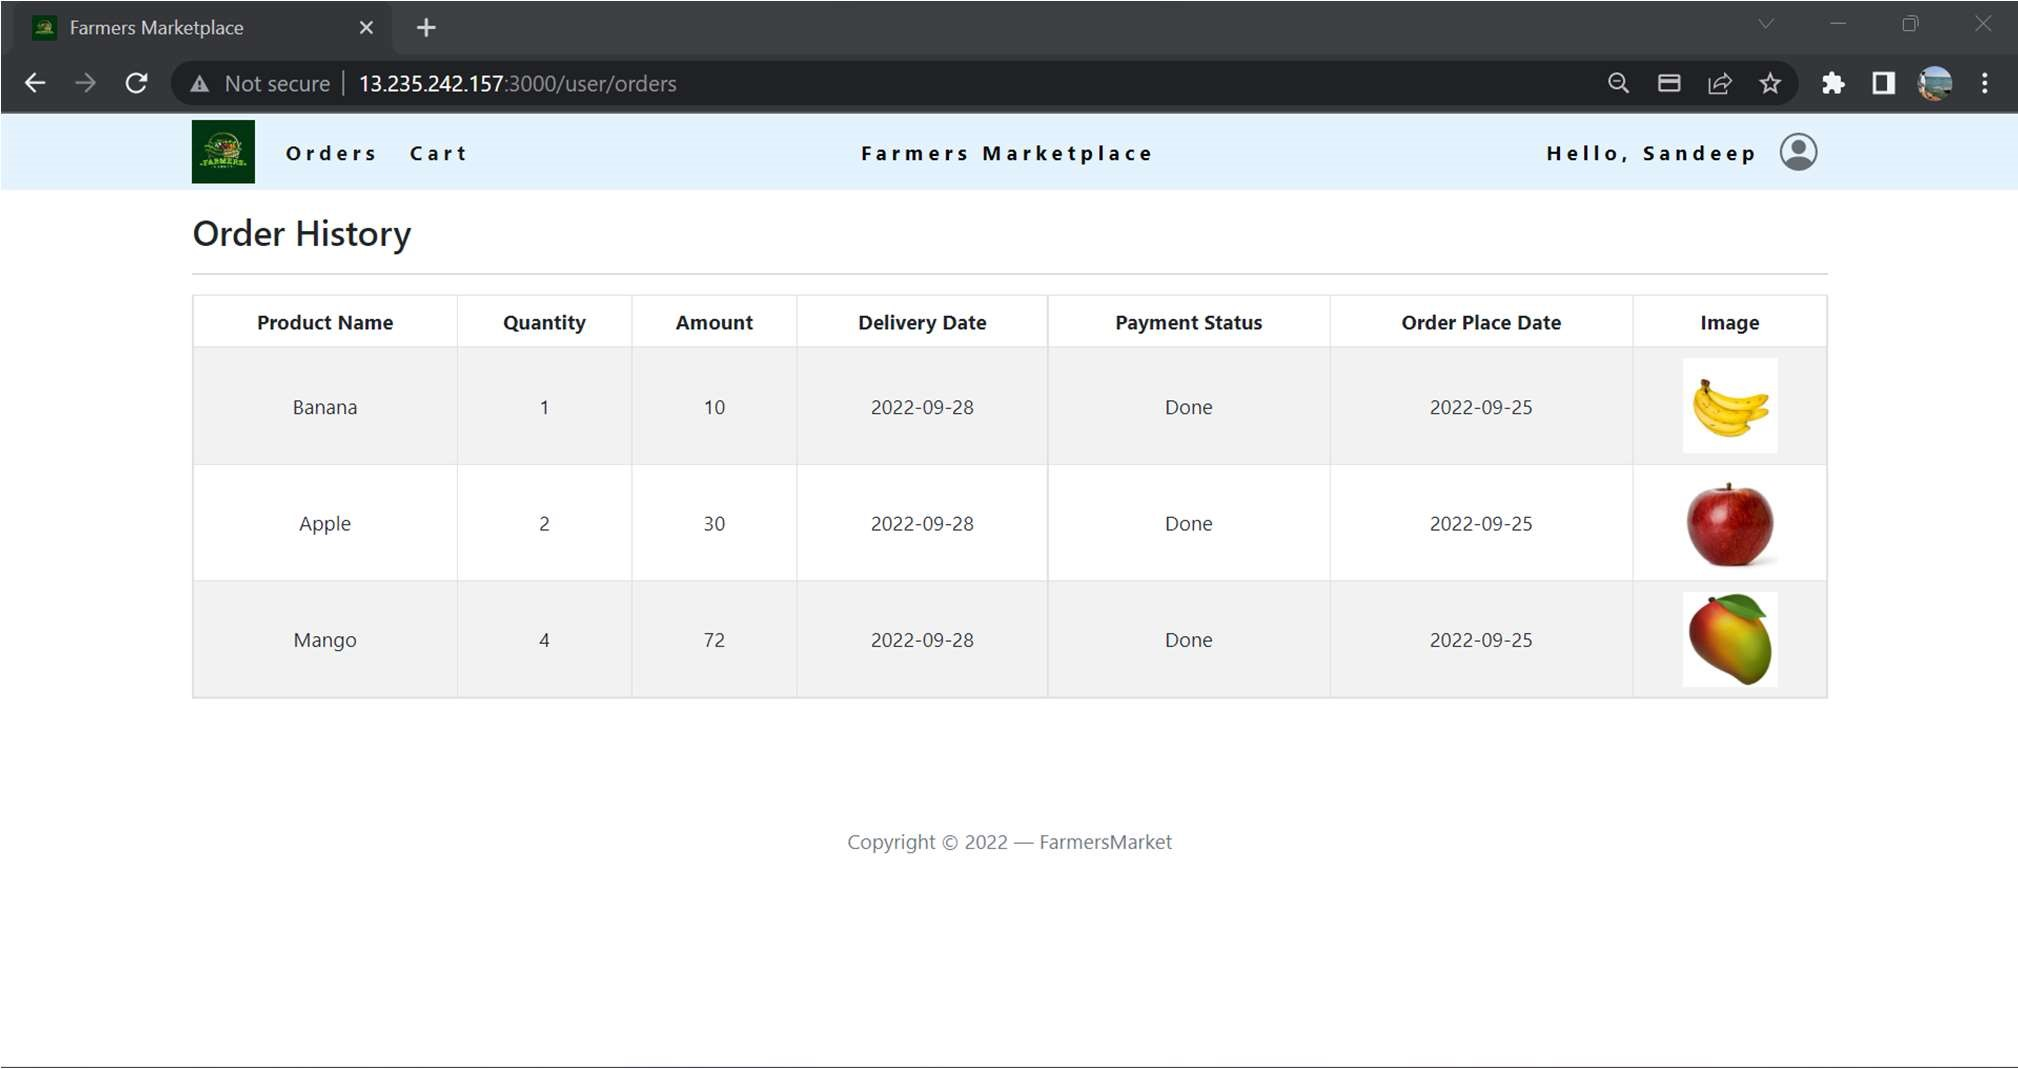 Farmers Marketplace
Not secure | 13.235.242.157:3000/user/orders
FARMERS
Orders Cart Farmers Marketplace Hello, Sandeep
Order History
Product Name Quantity Amount Delivery Date Payment Status Order Place Date Image
Banana 1 10 2022-09-28 Done 2022-09-25
Apple 2 30 2022-09-28 Done 2022-09-25
Mango 4 72 2022-09-28 Done 2022-09-25
Copyright © 2022 — FarmersMarket